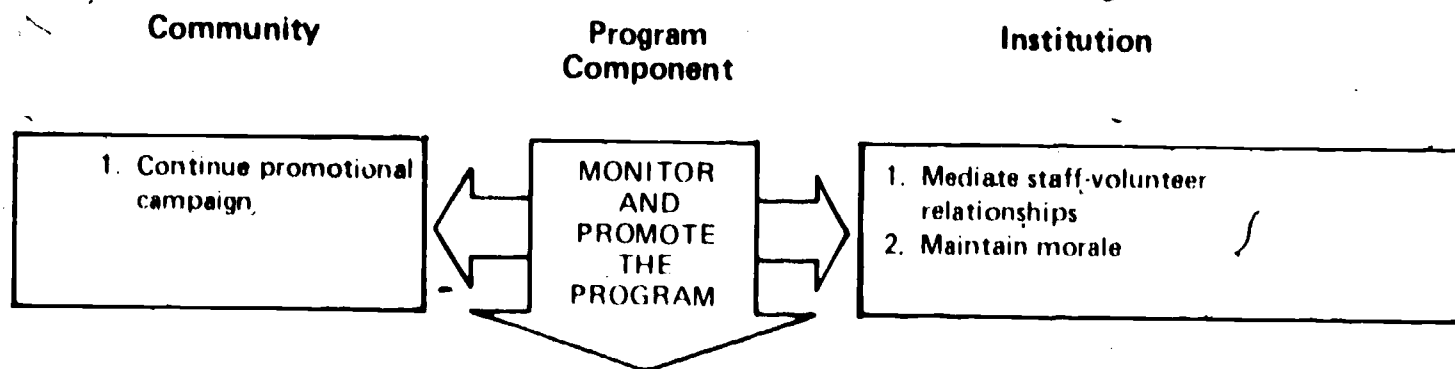 Community
Program
Component
Institution
1. Continue promotional
campaign
MONITOR
AND
PROMOTE
THE
PROGRAM
1. Mediate staff-volunteer
relationships
2. Maintain morale